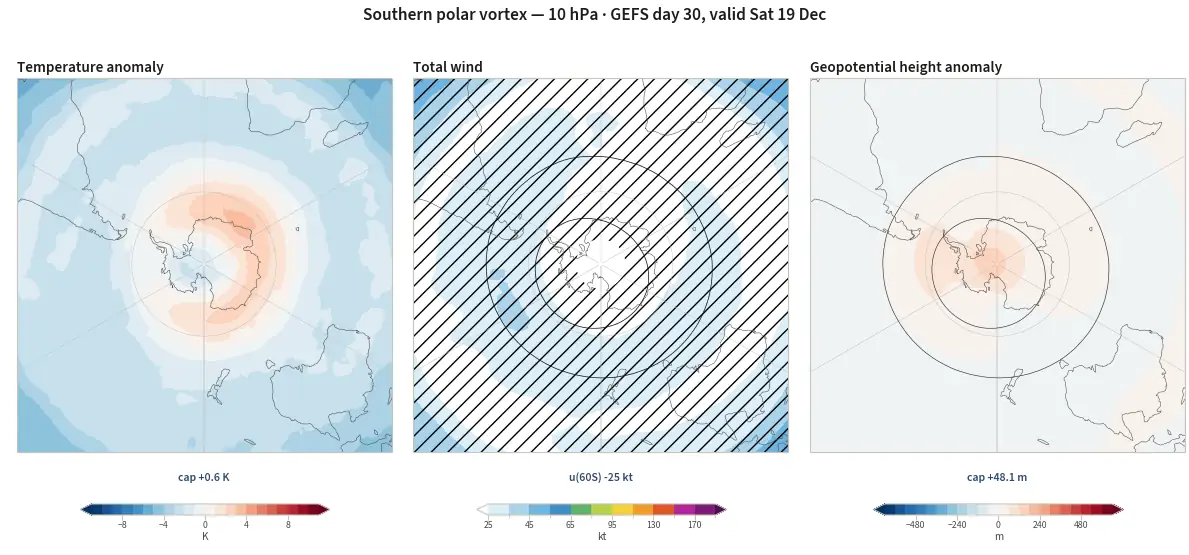 Southern polar vortex — 10 hPa · GEFS day 30, valid Sat 19 Dec
Temperature anomaly
Total wind
Geopotential height anomaly
cap +0.6 K
u(60S) -25 kt
cap +48.1 m
−8 −4 0 4 8
K
25 45 65 95 130 170
kt
−480 −240 0 240 480
m